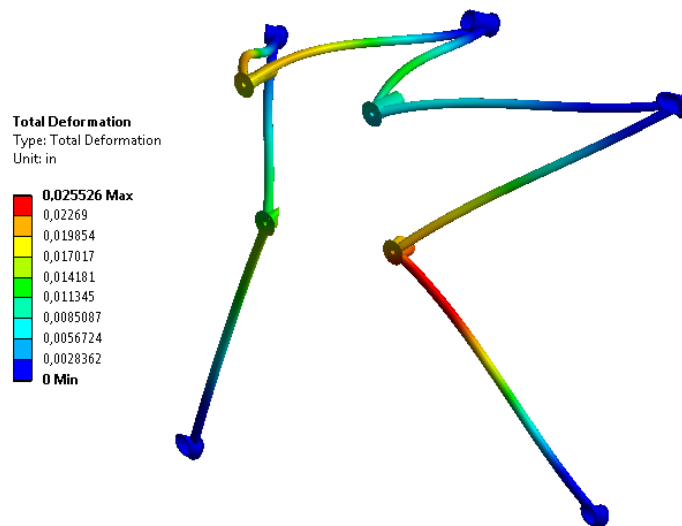 Total Deformation
Type: Total Deformation
Unit: in
0,025526 Max
0,02269
0,019854
0,017017
0,014181
0,011345
0,0085087
0,0056724
0,0028362
0 Min